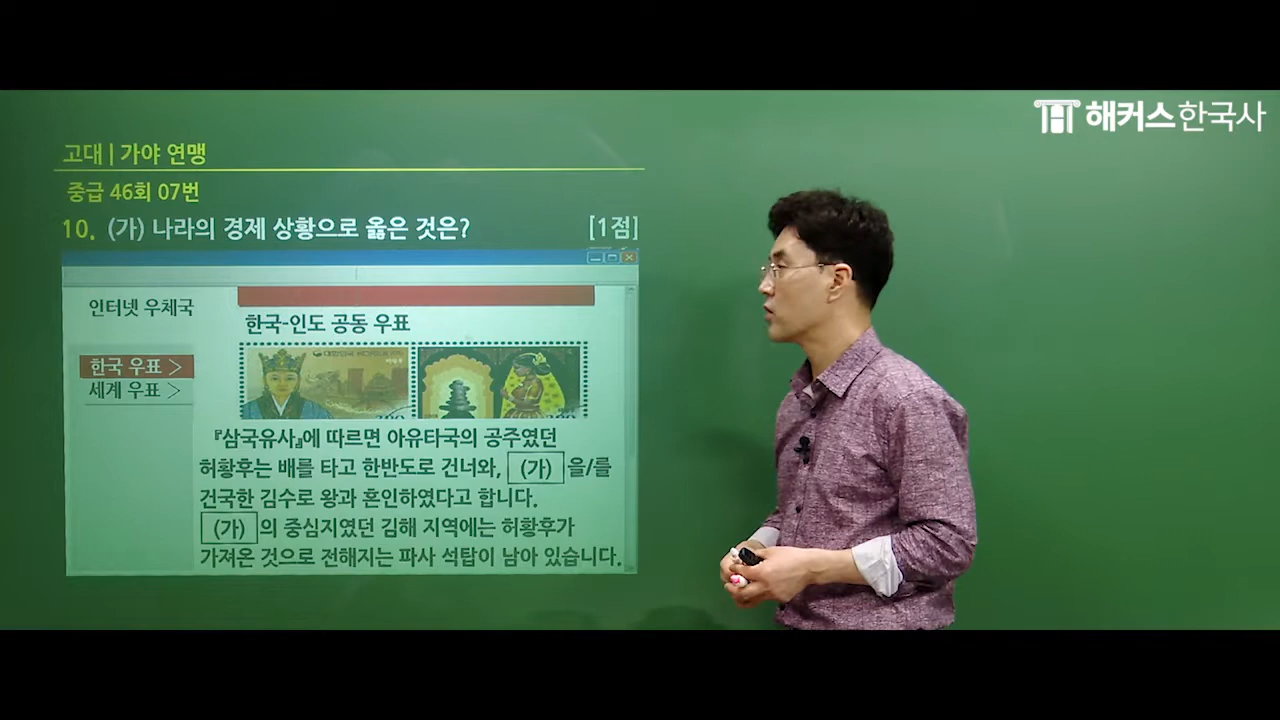 해커스한국사
고대 | 가야 연맹
중급 46회 07번
10. (가) 나라의 경제 상황으로 옳은 것은? [1점]
인터넷 우체국
한국 우표 >
세계 우표 >
한국-인도 공동 우표
대한민국
『삼국유사』에 따르면 아유타국의 공주였던
허황후는 배를 타고 한반도로 건너와, (가) 을/를
건국한 김수로 왕과 혼인하였다고 합니다.
(가) 의 중심지였던 김해 지역에는 허황후가
가져온 것으로 전해지는 파사 석탑이 남아 있습니다.